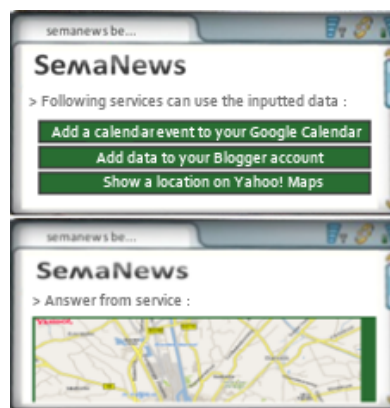 semanews be...
SemaNews
> Following services can use the inputted data :
Add a calendar event to your Google Calendar
Add data to your Blogger account
Show a location on Yahoo! Maps
semanews be...
SemaNews
> Answer from service :